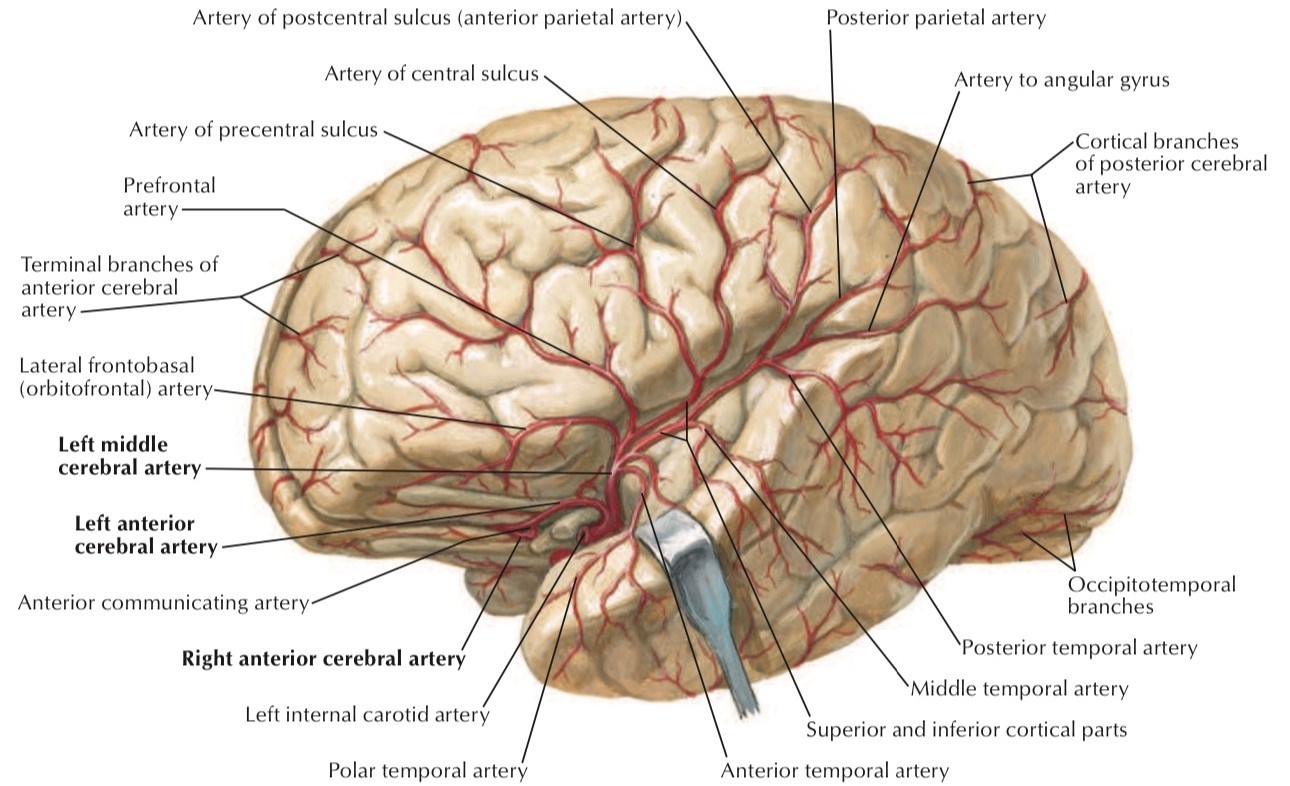 Artery of postcentral sulcus (anterior parietal artery)
Posterior parietal artery
Artery of central sulcus
Artery to angular gyrus
Artery of precentral sulcus
Cortical branches
of posterior cerebral
artery
Prefrontal
artery
Terminal branches of
anterior cerebral
artery
Lateral frontobasal
(orbitofrontal) artery
Left middle
cerebral artery
Left anterior
cerebral artery
Anterior communicating artery
Right anterior cerebral artery
Left internal carotid artery
Polar temporal artery
Occipitotemporal
branches
Posterior temporal artery
Middle temporal artery
Superior and inferior cortical parts
Anterior temporal artery